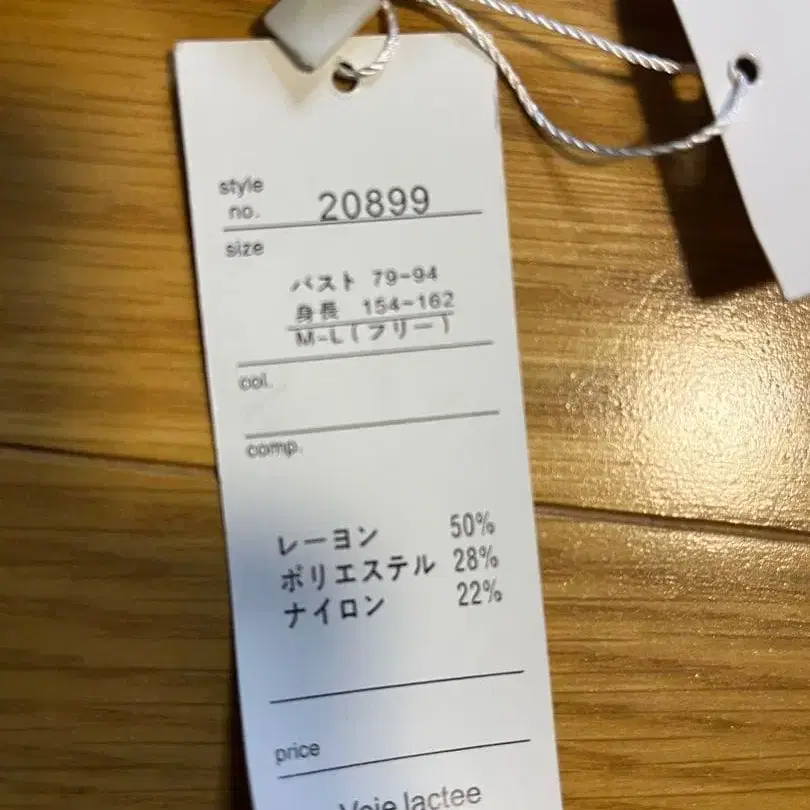 style
no. 20899
size
バスト 79-94
身長 154-162
M-L(フリー)
col.
comp.
レーヨン 50%
ポリエステル 28%
ナイロン 22%
price
Voie lactee